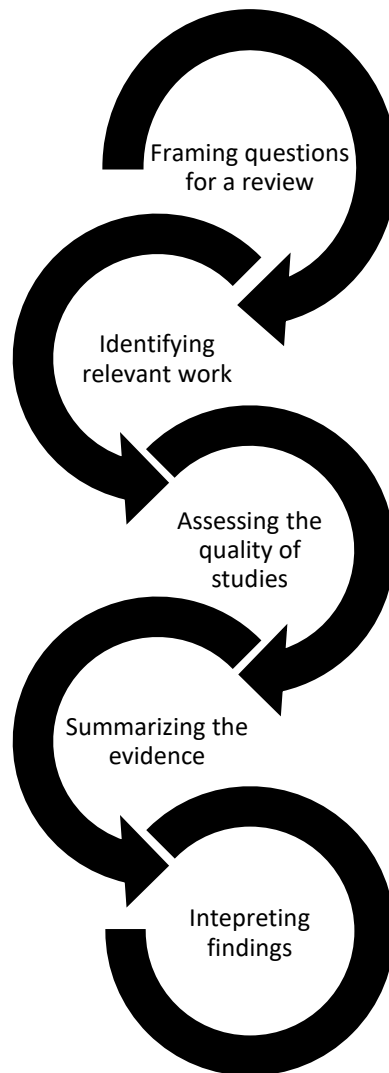 Framing questions
for a review
Identifying
relevant work
Assessing the
quality of
studies
Summarizing the
evidence
Intepreting
findings